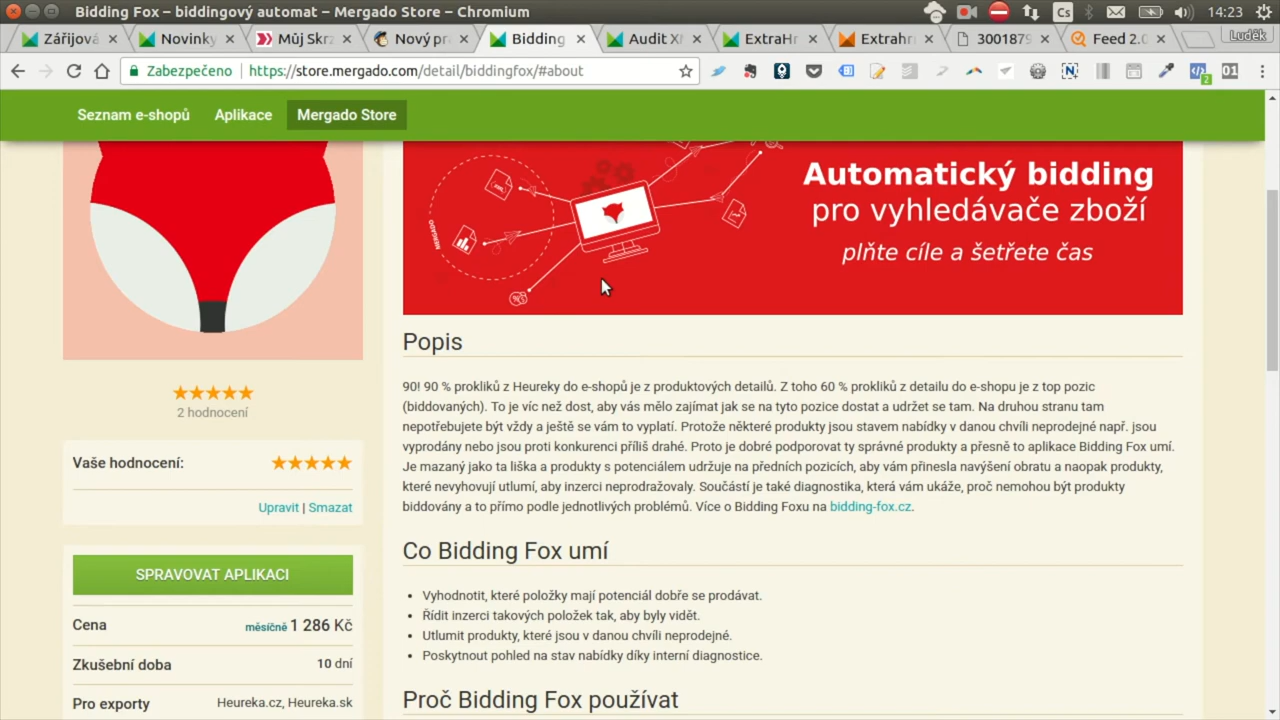 Bidding Fox – biddingový automat – Mergado Store – Chromium
Cs
14:23
Zářijová
Novinky
Můj Skrz
Nový pr
Bidding
Audit XM
ExtraHr
Extrahr
3001879
Feed 2.0
Luděk
Zabezpečeno
https://store.mergado.com/detail/biddingfox/#about
2
01
Seznam e-shopů
Aplikace
Mergado Store
MERGADO
Automatický bidding
pro vyhledávače zboží
plňte cíle a šetřete čas
2 hodnocení
Vaše hodnocení:
Upravit | Smazat
SPRAVOVAT APLIKACI
Cena
měsíčně 1 286 Kč
Zkušební doba
10 dní
Pro exporty
Heureka.cz, Heureka.sk
Popis
90! 90 % prokliků z Heureky do e-shopů je z produktových detailů. Z toho 60 % prokliků z detailu do e-shopu je z top pozic
(biddovaných). To je víc než dost, aby vás mělo zajímat jak se na tyto pozice dostat a udržet se tam. Na druhou stranu tam
nepotřebujete být vždy a ještě se vám to vyplatí. Protože některé produkty jsou stavem nabídky v danou chvíli neprodejné např. jsou
vyprodány nebo jsou proti konkurenci příliš drahé. Proto je dobré podporovat ty správné produkty a přesně to aplikace Bidding Fox umí.
Je mazaný jako ta liška a produkty s potenciálem udržuje na předních pozicích, aby vám přinesla navýšení obratu a naopak produkty,
které nevyhovují utlumí, aby inzerci neprodražovaly. Součástí je také diagnostika, která vám ukáže, proč nemohou být produkty
biddovány a to přímo podle jednotlivých problémů. Více o Bidding Foxu na bidding-fox.cz.
Co Bidding Fox umí
Vyhodnotit, které položky mají potenciál dobře se prodávat.
Řídit inzerci takových položek tak, aby byly vidět.
Utlumit produkty, které jsou v danou chvíli neprodejné.
Poskytnout pohled na stav nabídky díky interní diagnostice.
Proč Bidding Fox používat